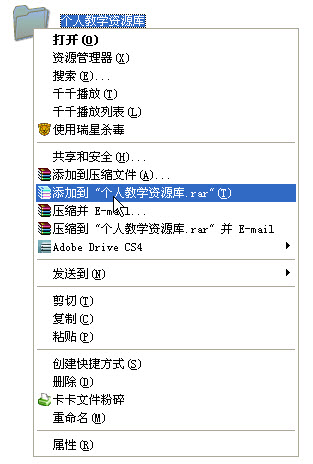 个人教学资源库
打开(O)
资源管理器(X)
搜索(E)...
千千播放(T)
千千播放列表(L)
使用瑞星杀毒
共享和安全(H)...
添加到压缩文件(A)...
添加到 "个人教学资源库.rar"(T)
压缩并 E-mail...
压缩到 "个人教学资源库.rar" 并 E-mail
Adobe Drive CS4
发送到(N)
剪切(T)
复制(C)
粘贴(P)
创建快捷方式(S)
删除(D)
卡卡文件粉碎
重命名(M)
属性(R)